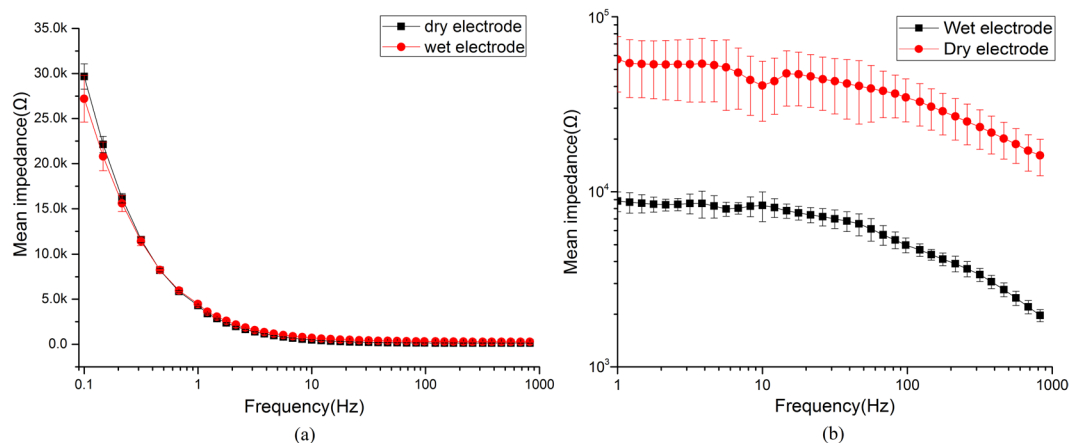 dry electrode
wet electrode
35.0k
30.0k
25.0k
20.0k
15.0k
10.0k
5.0k
0.0
Mean impedance(Ω)
0.1 1 10 100 1000
Frequency(Hz)
(a)
Wet electrode
Dry electrode
10^5
10^4
10^3
Mean impedance(Ω)
1 10 100 1000
Frequency(Hz)
(b)